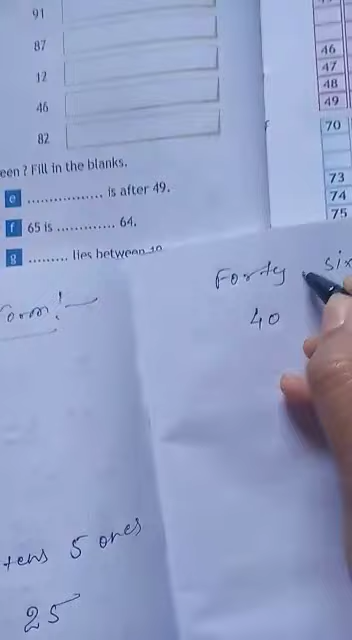 91
87
12
46
82
een ? Fill in the blanks.
e .................. is after 49.
f 65 is .............. 64.
g ......... lies between
46
47
48
49
70
73
74
75
Forty six
40
tens 5 ones
25